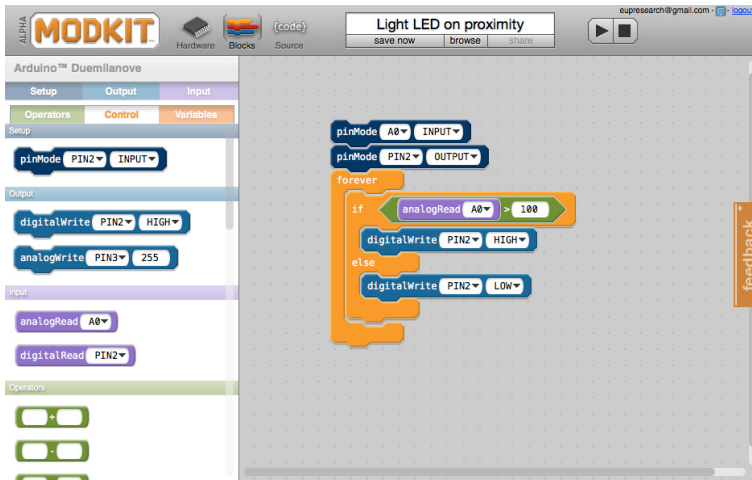 ALPHA
MODKIT
Hardware
Blocks
{code}
Source
Light LED on proximity
save now browse share
eupresearch@gmail.com - logout
Arduino™ Duemilanove
Setup Output Input
Operators Control Variables
Setup
pinMode PIN2 INPUT
Output
digitalWrite PIN2 HIGH
analogWrite PIN3 255
Input
analogRead A0
digitalRead PIN2
Operators
+
-
pinMode A0 INPUT
pinMode PIN2 OUTPUT
forever
if analogRead A0 > 100
digitalWrite PIN2 HIGH
else
digitalWrite PIN2 LOW
feedback